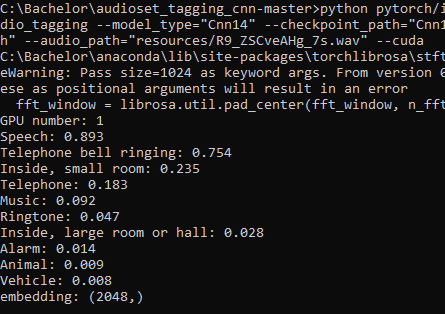 C:\Bachelor\audioset_tagging_cnn-master>python pytorch/i
dio_tagging --model_type="Cnn14" --checkpoint_path="Cnn1
h" --audio_path="resources/R9_ZSCveAHg_7s.wav" --cuda
C:\Bachelor\anaconda\lib\site-packages\torchlibrosa\stft
eWarning: Pass size=1024 as keyword args. From version 0
ese as positional arguments will result in an error
  fft_window = librosa.util.pad_center(fft_window, n_fft
GPU number: 1
Speech: 0.893
Telephone bell ringing: 0.754
Inside, small room: 0.235
Telephone: 0.183
Music: 0.092
Ringtone: 0.047
Inside, large room or hall: 0.028
Alarm: 0.014
Animal: 0.009
Vehicle: 0.008
embedding: (2048,)